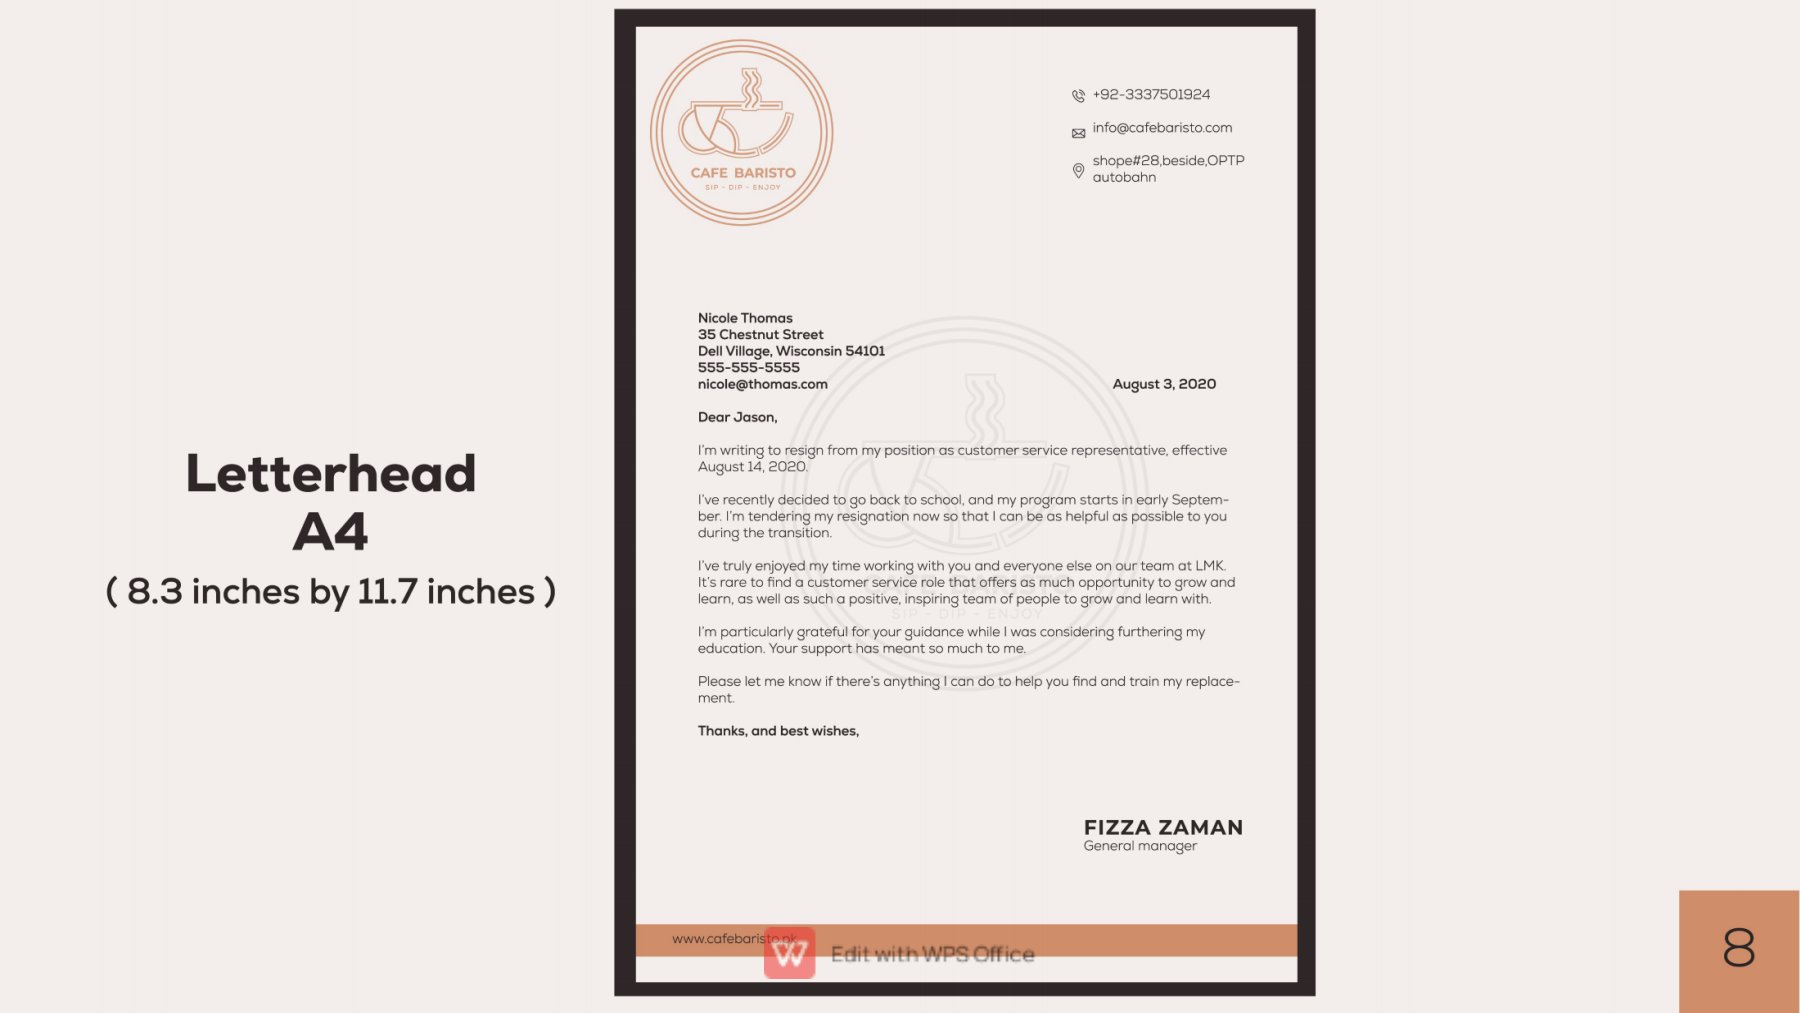 Letterhead
A4
( 8.3 inches by 11.7 inches )
CAFE BARISTO
SIP - DIP - ENJOY
+92-3337501924
info@cafebaristo.com
shope#28,beside,OPTP
autobahn
Nicole Thomas
35 Chestnut Street
Dell Village, Wisconsin 54101
555-555-5555
nicole@thomas.com
August 3, 2020
Dear Jason,
I'm writing to resign from my position as customer service representative, effective
August 14, 2020.
I've recently decided to go back to school, and my program starts in early Septem-
ber. I'm tendering my resignation now so that I can be as helpful as possible to you
during the transition.
I've truly enjoyed my time working with you and everyone else on our team at LMK.
It's rare to find a customer service role that offers as much opportunity to grow and
learn, as well as such a positive, inspiring team of people to grow and learn with.
CAFE BARISTO
SIP - DIP - ENJOY
I'm particularly grateful for your guidance while I was considering furthering my
education. Your support has meant so much to me.
Please let me know if there's anything I can do to help you find and train my replace-
ment.
Thanks, and best wishes,
FIZZA ZAMAN
General manager
www.cafebaristo.pk
W Edit with WPS Office
8